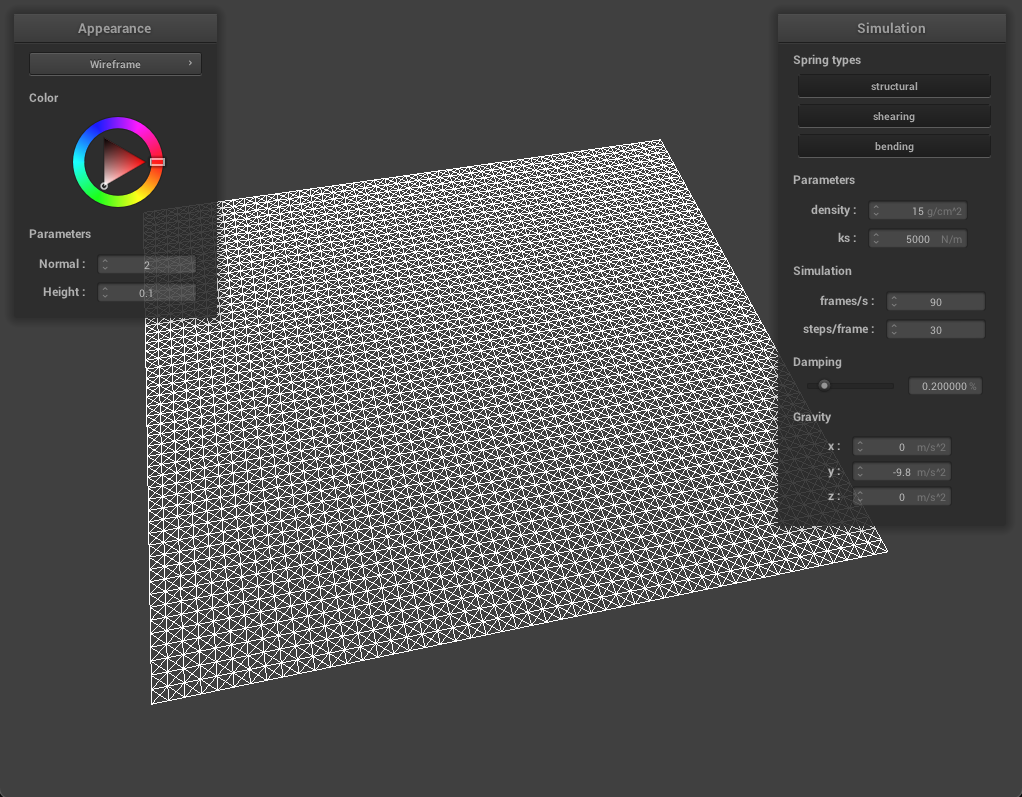 Appearance
Wireframe ›
Color
Parameters
Normal : 2
Height : 0.1
Simulation
Spring types
structural
shearing
bending
Parameters
density : 15 g/cm^2
ks : 5000 N/m
Simulation
frames/s : 90
steps/frame : 30
Damping
0.200000 %
Gravity
x : 0 m/s^2
y : -9.8 m/s^2
z : 0 m/s^2